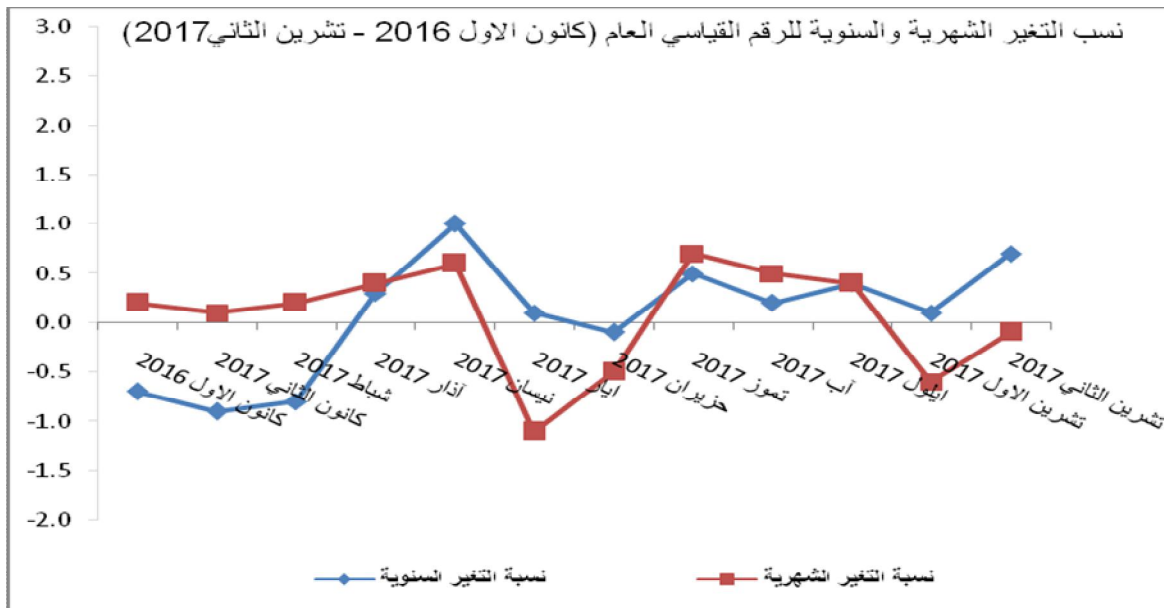 نسب التغير الشهرية والسنوية للرقم القياسي العام (كانون الاول 2016 - تشرين الثاني2017)
3.0
2.5
2.0
1.5
1.0
0.5
0.0
-0.5
-1.0
-1.5
-2.0
كانون الاول 2016
كانون الثاني 2017
شباط 2017
آذار 2017
نيسان 2017
ايار 2017
حزيران 2017
تموز 2017
آب 2017
ايلول 2017
تشرين الاول 2017
تشرين الثاني 2017
نسبة التغير السنوية
نسبة التغير الشهرية